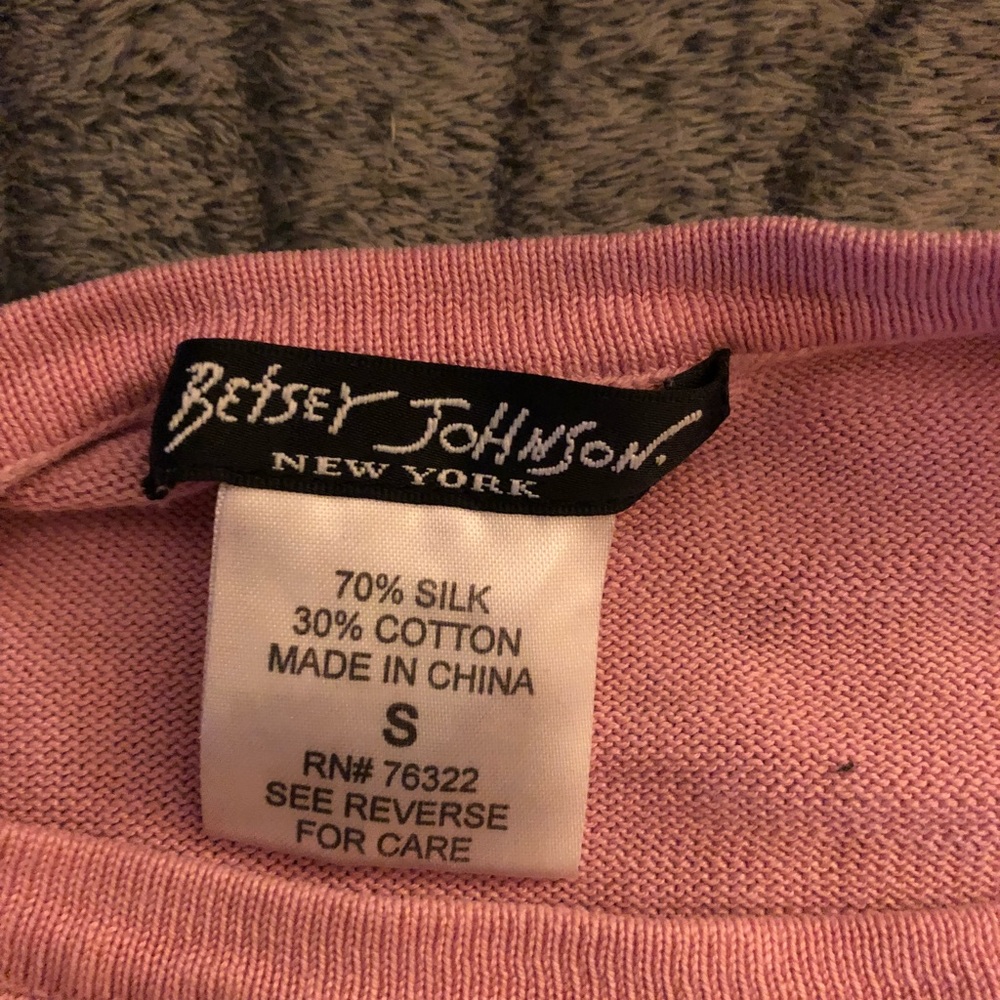 BETSEY JOHNSON.
NEW YORK
70% SILK
30% COTTON
MADE IN CHINA
S
RN# 76322
SEE REVERSE
FOR CARE